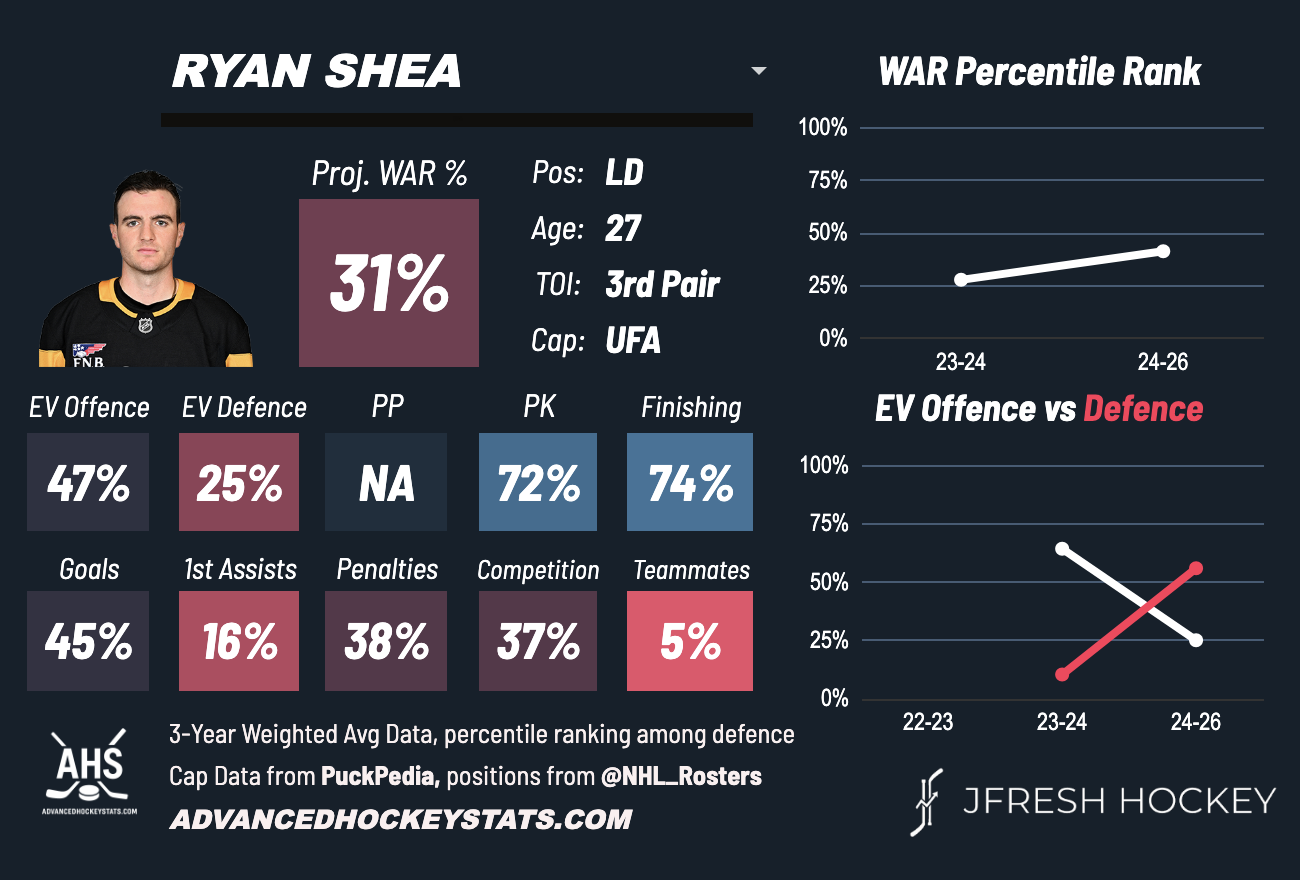 RYAN SHEA
Proj. WAR %
31%
Pos: LD
Age: 27
TOI: 3rd Pair
Cap: UFA
FNB
EV Offence EV Defence PP PK Finishing
47% 25% NA 72% 74%
Goals 1st Assists Penalties Competition Teammates
45% 16% 38% 37% 5%
AHS
ADVANCEDHOCKEYSTATS.COM
3-Year Weighted Avg Data, percentile ranking among defence
Cap Data from PuckPedia, positions from @NHL_Rosters
ADVANCEDHOCKEYSTATS.COM
WAR Percentile Rank
100%
75%
50%
25%
0%
23-24 24-26
EV Offence vs Defence
100%
75%
50%
25%
0%
22-23 23-24 24-26
JFRESH HOCKEY